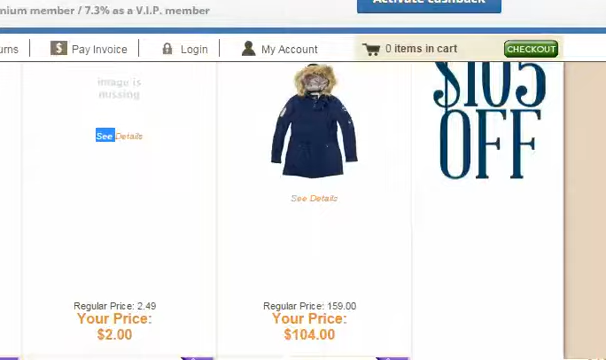 nium member / 7.3% as a V.I.P. member
Activate cashback
urns
Pay Invoice
Login
My Account
0 items in cart
CHECKOUT
image is
missing
See Details
See Details
$105
OFF
Regular Price: 2.49
Your Price:
$2.00
Regular Price: 159.00
Your Price:
$104.00